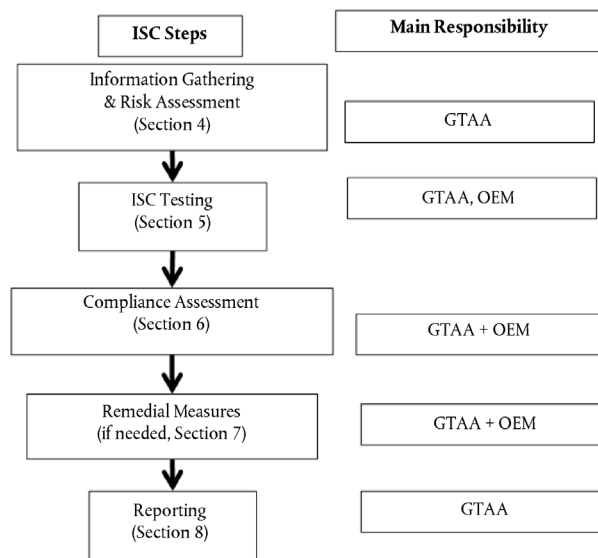 ISC Steps
Main Responsibility
Information Gathering
& Risk Assessment
(Section 4)
GTAA
ISC Testing
(Section 5)
GTAA, OEM
Compliance Assessment
(Section 6)
GTAA + OEM
Remedial Measures
(if needed, Section 7)
GTAA + OEM
Reporting
(Section 8)
GTAA